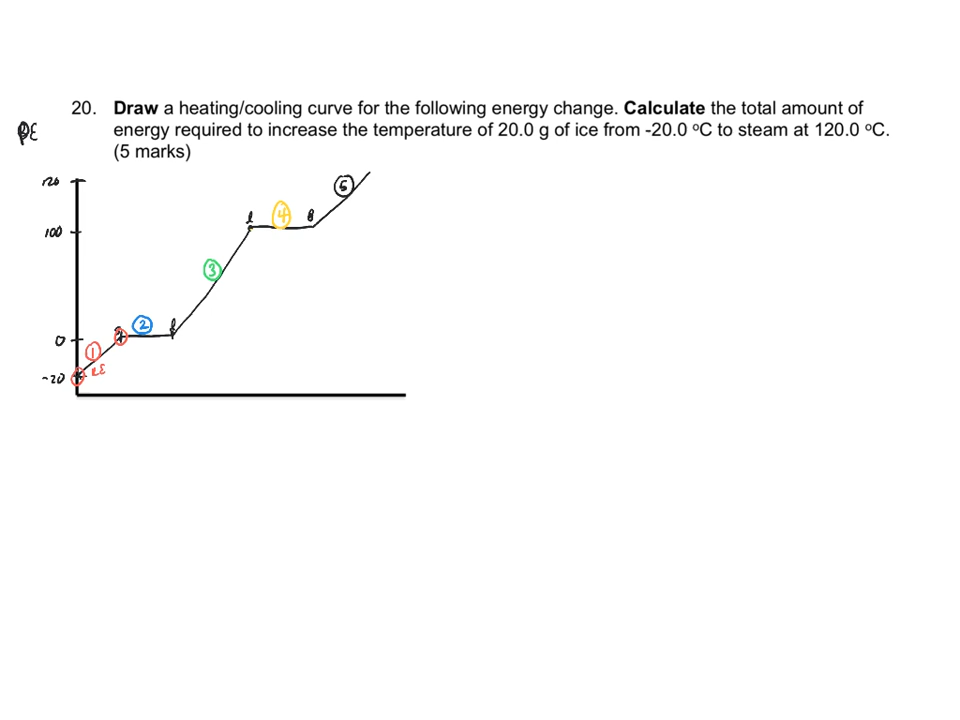 20. Draw a heating/cooling curve for the following energy change. Calculate the total amount of
PE
energy required to increase the temperature of 20.0 g of ice from -20.0 °C to steam at 120.0 °C.
(5 marks)
120
5
l 4 g
100
3
2 l
0
1
-20 KE